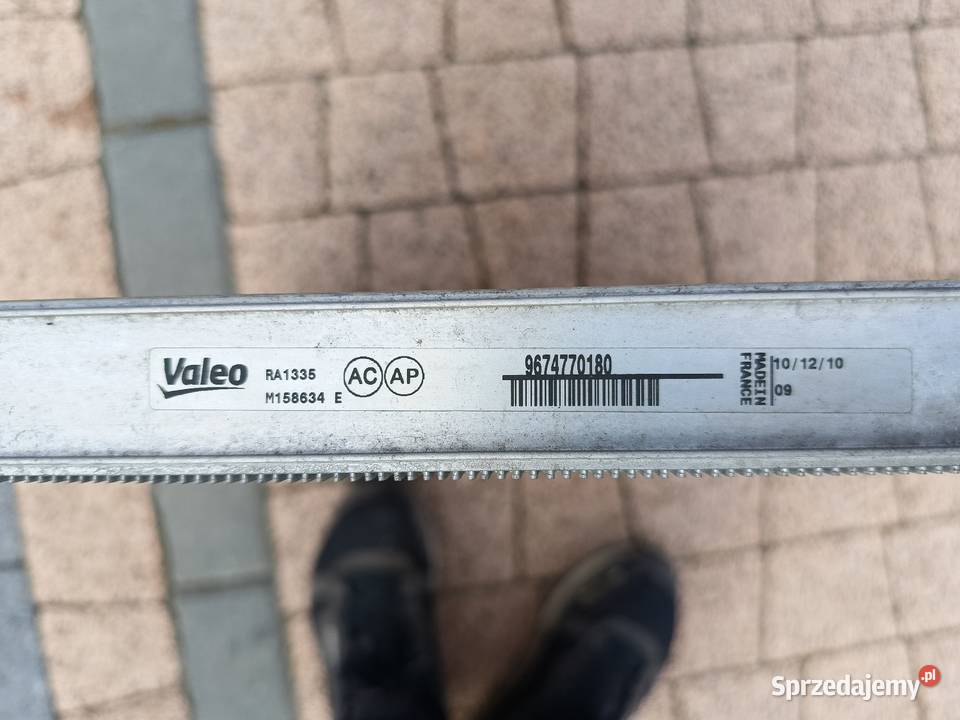 Valeo RA1335 AC AP 9674770180 MADE IN FRANCE 10/12/10
M158634 E 09
Sprzedajemy.pl